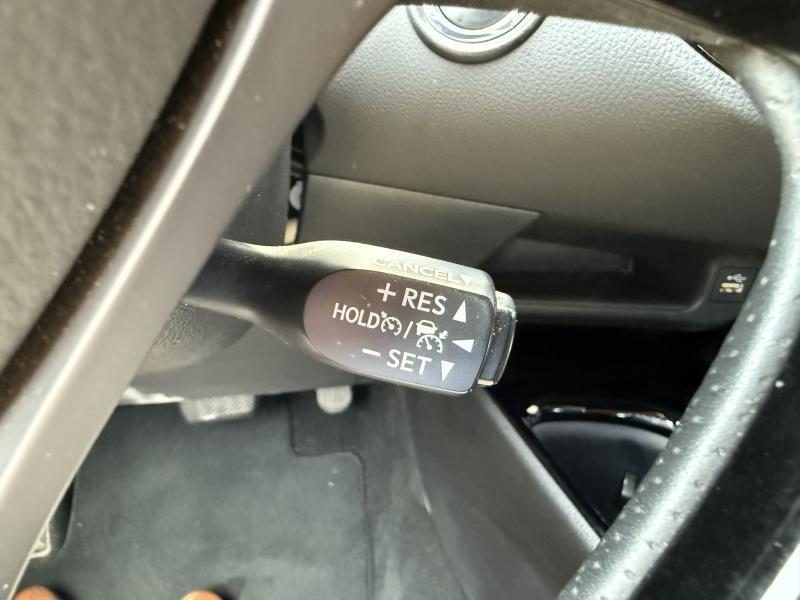 CANCEL
+ RES
HOLD /
− SET